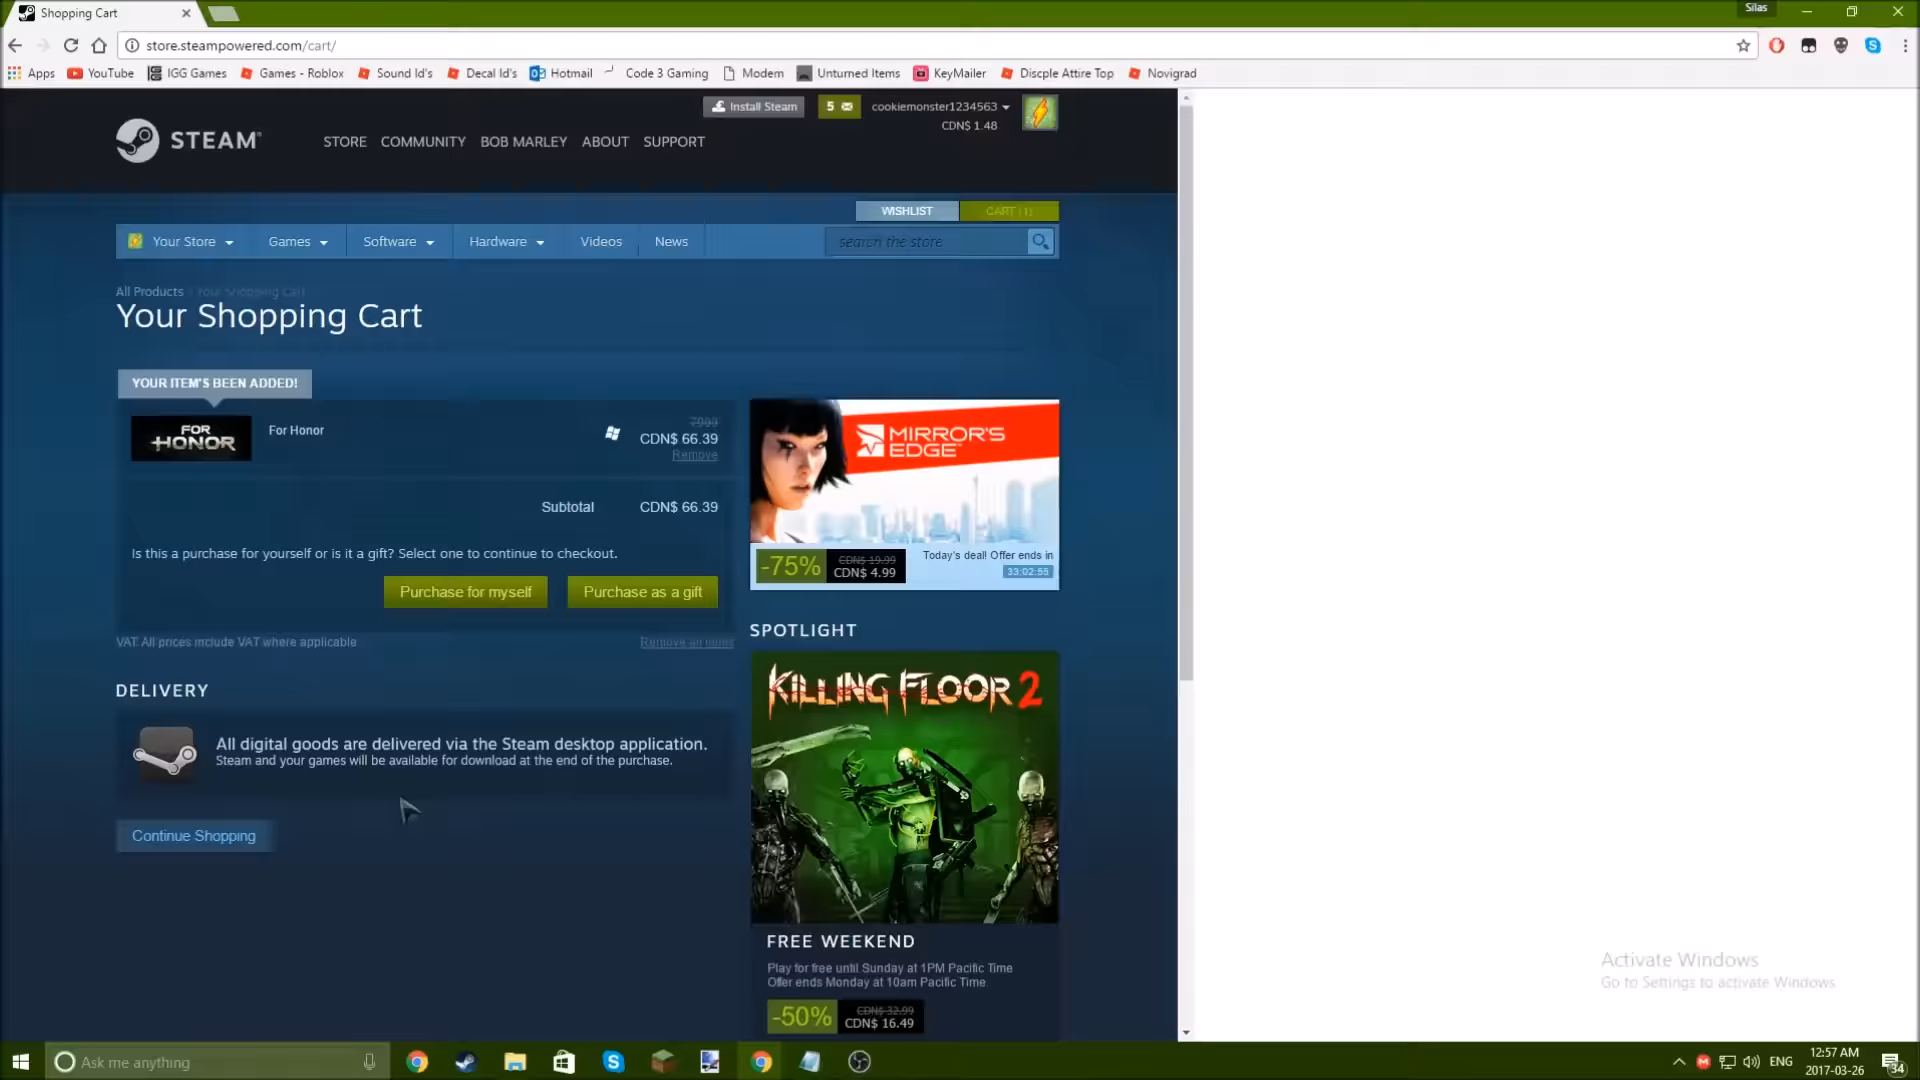 Shopping Cart
Silas
store.steampowered.com/cart/
Apps YouTube IGG Games Games - Roblox Sound Id's Decal Id's Hotmail Code 3 Gaming Modem Unturned Items KeyMailer Discple Attire Top Novigrad
Install Steam 5 cookiemonster1234563
CDN$ 1.48
STEAM
STORE COMMUNITY BOB MARLEY ABOUT SUPPORT
WISHLIST CART (1)
Your Store Games Software Hardware Videos News search the store
All Products Your Shopping Cart
Your Shopping Cart
YOUR ITEM'S BEEN ADDED!
FOR HONOR
For Honor
CDN$ 66.39
Remove
Subtotal CDN$ 66.39
Is this a purchase for yourself or is it a gift? Select one to continue to checkout.
Purchase for myself Purchase as a gift
VAT: All prices include VAT where applicable Remove all items
DELIVERY
All digital goods are delivered via the Steam desktop application.
Steam and your games will be available for download at the end of the purchase.
Continue Shopping
MIRROR'S
EDGE
-75% CDN$ 19.99
CDN$ 4.99
Today's deal! Offer ends in
33:02:55
SPOTLIGHT
KILLING FLOOR 2
FREE WEEKEND
Play for free until Sunday at 1PM Pacific Time
Offer ends Monday at 10am Pacific Time
-50% CDN$ 32.99
CDN$ 16.49
Activate Windows
Go to Settings to activate Windows.
Ask me anything
ENG
12:57 AM
2017-03-26
34